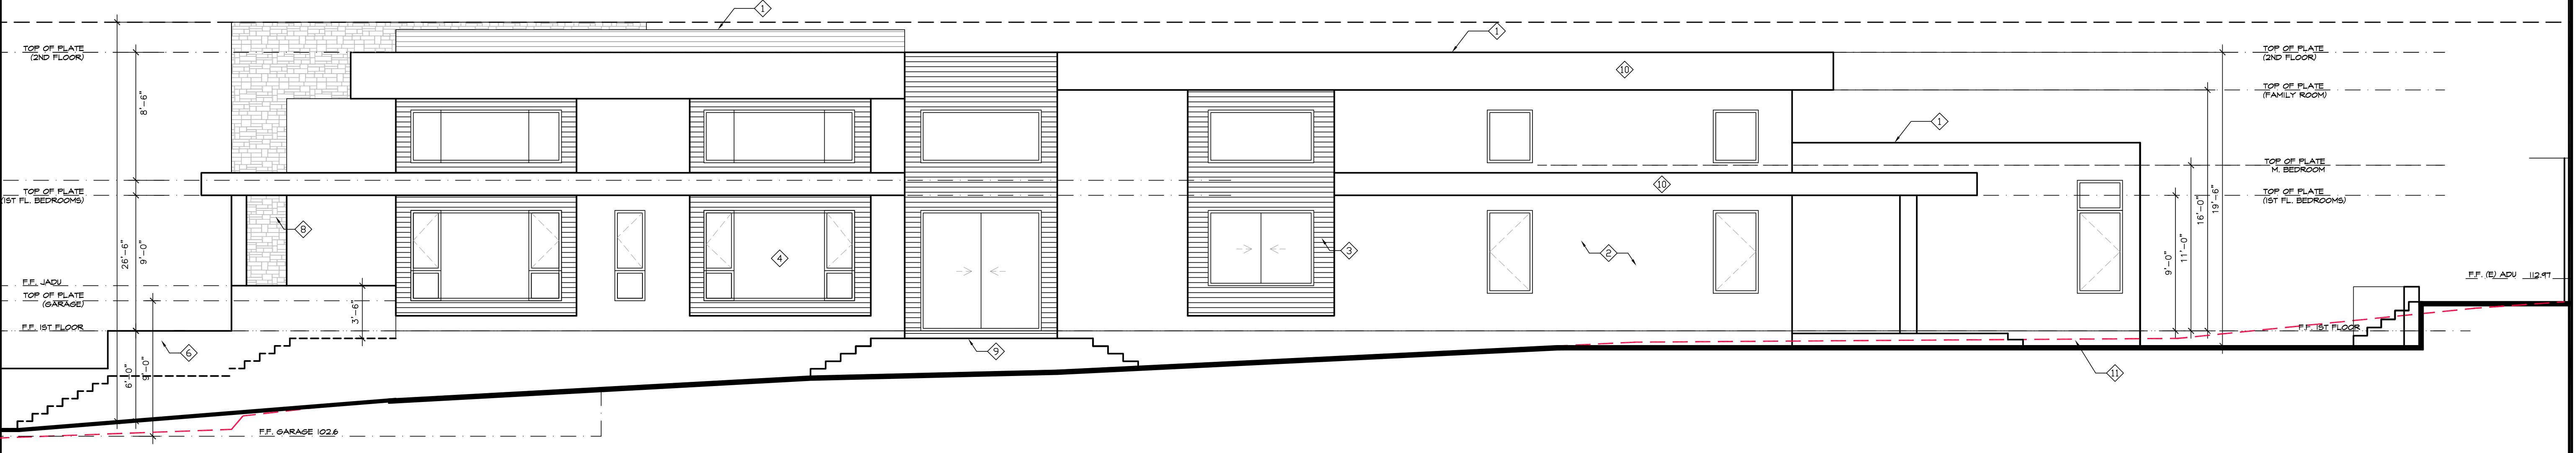 1
1
TOP OF PLATE
(2ND FLOOR)
TOP OF PLATE
(2ND FLOOR)
10
TOP OF PLATE
(FAMILY ROOM)
8'-6"
1
TOP OF PLATE
M. BEDROOM
TOP OF PLATE
(1ST FL. BEDROOMS)
10
TOP OF PLATE
(1ST FL. BEDROOMS)
16'-0"
19'-6"
8
26'-6"
9'-0"
4
3
2
9'-0"
11'-0"
F.F. JADU
F.F. (E) ADU 112.97
TOP OF PLATE
(GARAGE)
3'-6"
F.F. 1ST FLOOR
F.F. 1ST FLOOR
6
9
6'-0"
9'-0"
11
F.F. GARAGE 102.6